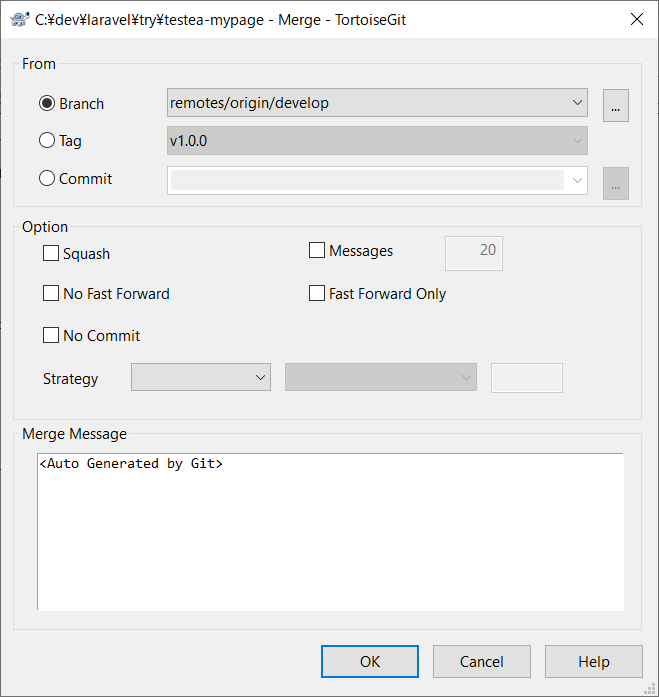 C:¥dev¥laravel¥try¥testea-mypage - Merge - TortoiseGit
From
Branch
remotes/origin/develop
...
Tag
v1.0.0
Commit
...
Option
Squash
Messages
20
No Fast Forward
Fast Forward Only
No Commit
Strategy
Merge Message
<Auto Generated by Git>
OK
Cancel
Help